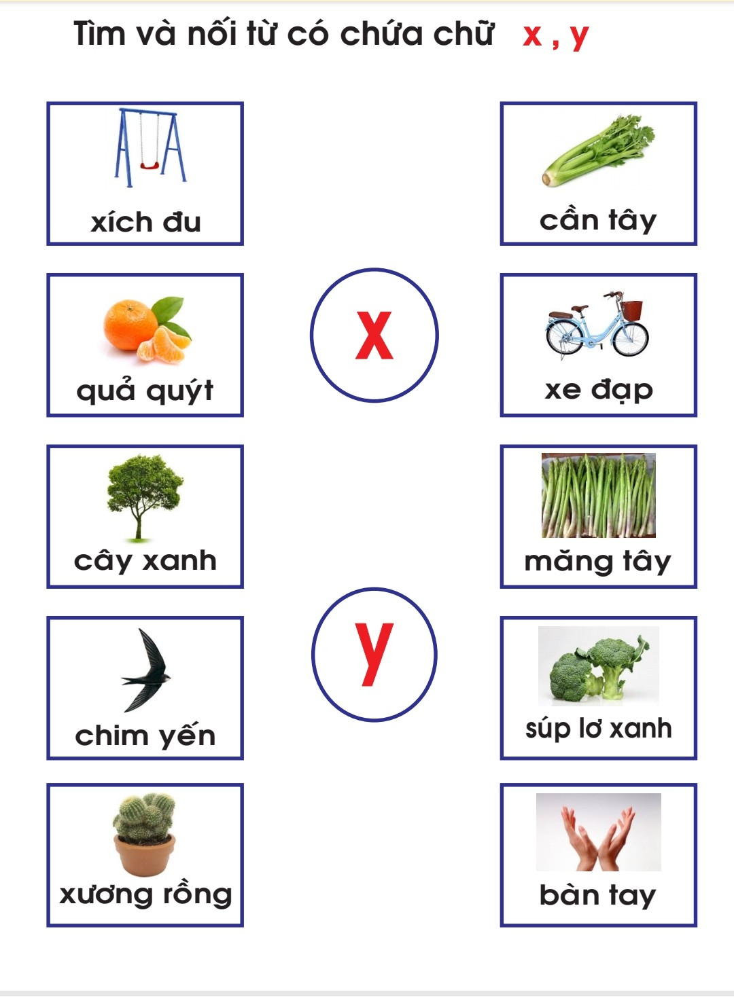 Tìm và nối từ có chứa chữ x , y
xích đu
cần tây
quả quýt
x
xe đạp
cây xanh
măng tây
chim yến
y
súp lơ xanh
xương rồng
bàn tay